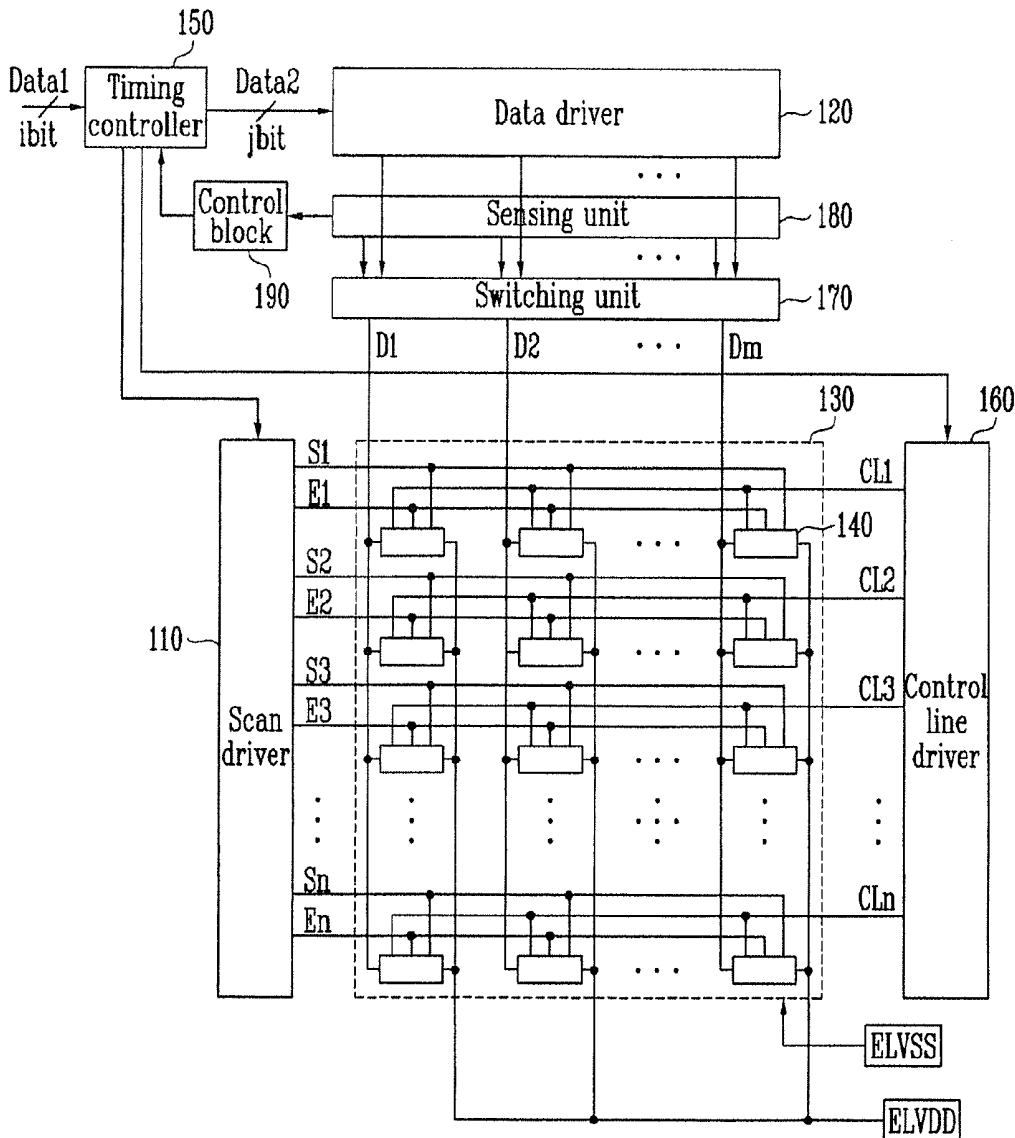 150
Data1
ibit
Timing
controller
Data2
jbit
Data driver
120
Control
block
190
Sensing unit
180
Switching unit
170
D1
D2
Dm
130
160
S1
E1
CL1
140
S2
E2
CL2
110
S3
E3
CL3
Scan
driver
Control
line
driver
Sn
En
CLn
ELVSS
ELVDD